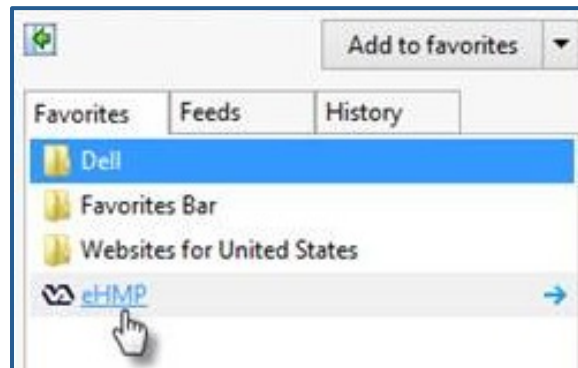 Add to favorites
Favorites Feeds History
Dell
Favorites Bar
Websites for United States
eHMP